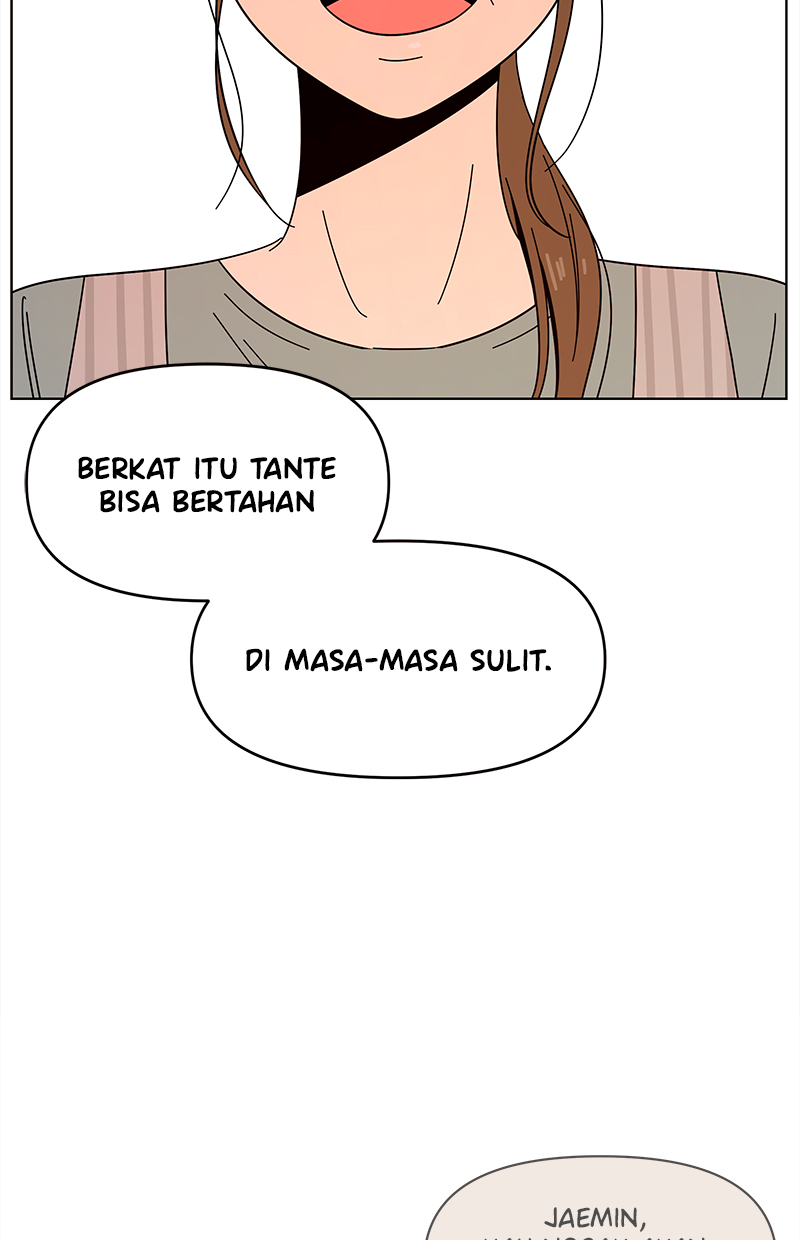 BERKAT ITU TANTE
BISA BERTAHAN
DI MASA-MASA SULIT.
JAEMIN,